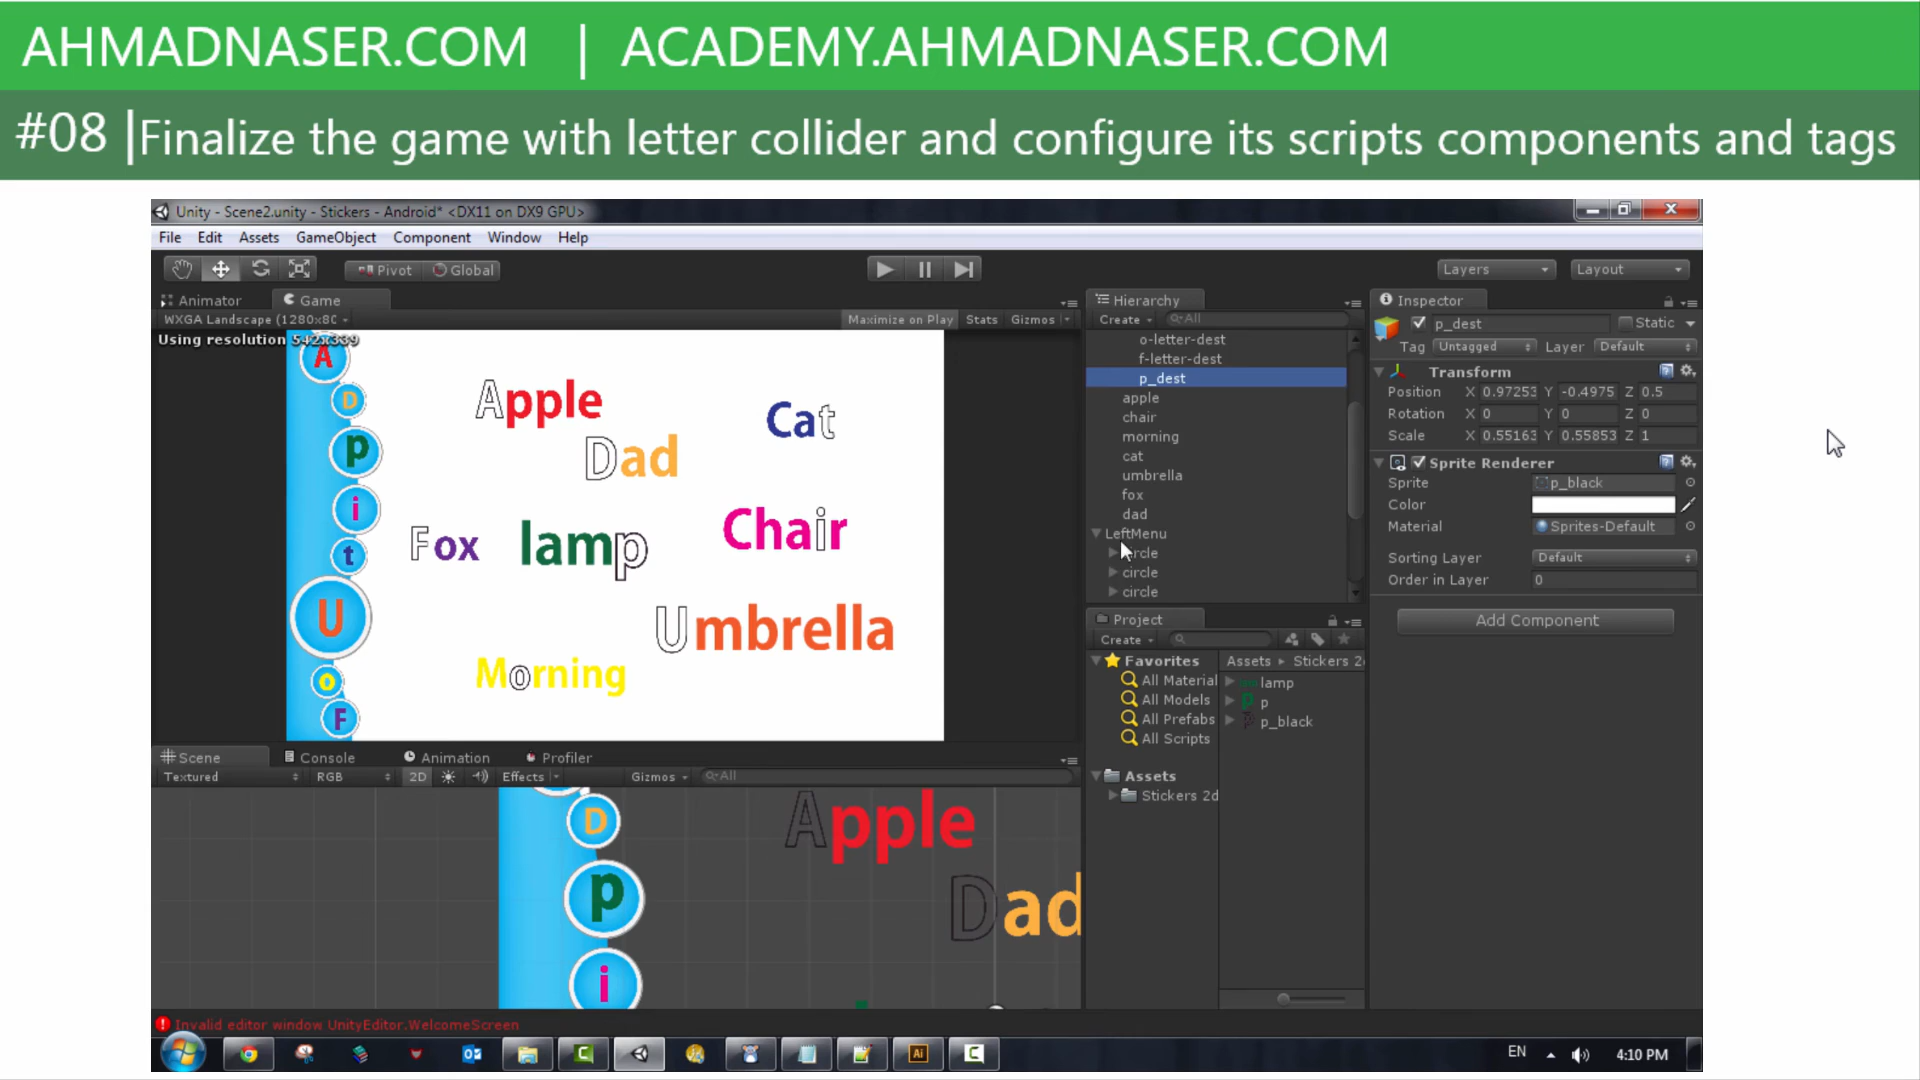 AHMADNASER.COM | ACADEMY.AHMADNASER.COM
#08 |Finalize the game with letter collider and configure its scripts components and tags
Unity - Scene2.unity - Stickers - Android* <DX11 on DX9 GPU>
File Edit Assets GameObject Component Window Help
Pivot Global Layers Layout
Animator Game
WXGA Landscape (1280x80 Maximize on Play Stats Gizmos
Using resolution 542x339
A
D
p
i
t
U
o
F
Apple
Cat
Dad
Chair
Fox lamp
Umbrella
Morning
Hierarchy
Create All
o-letter-dest
f-letter-dest
p_dest
apple
chair
morning
cat
umbrella
fox
dad
LeftMenu
circle
circle
circle
Inspector
p_dest Static
Tag Untagged Layer Default
Transform
Position X 0.97253 Y -0.4975 Z 0.5
Rotation X 0 Y 0 Z 0
Scale X 0.55163 Y 0.55853 Z 1
Sprite Renderer
Sprite p_black
Color
Material Sprites-Default
Sorting Layer Default
Order in Layer 0
Add Component
Project
Create
Favorites
All Material
All Models
All Prefabs
All Scripts
Assets
Stickers 2d
Assets Stickers 2d
lamp
p
p_black
Scene Console Animation Profiler
Textured RGB 2D Effects Gizmos All
D
p
i
Apple
Dad
Invalid editor window UnityEditor.WelcomeScreen
EN 4:10 PM